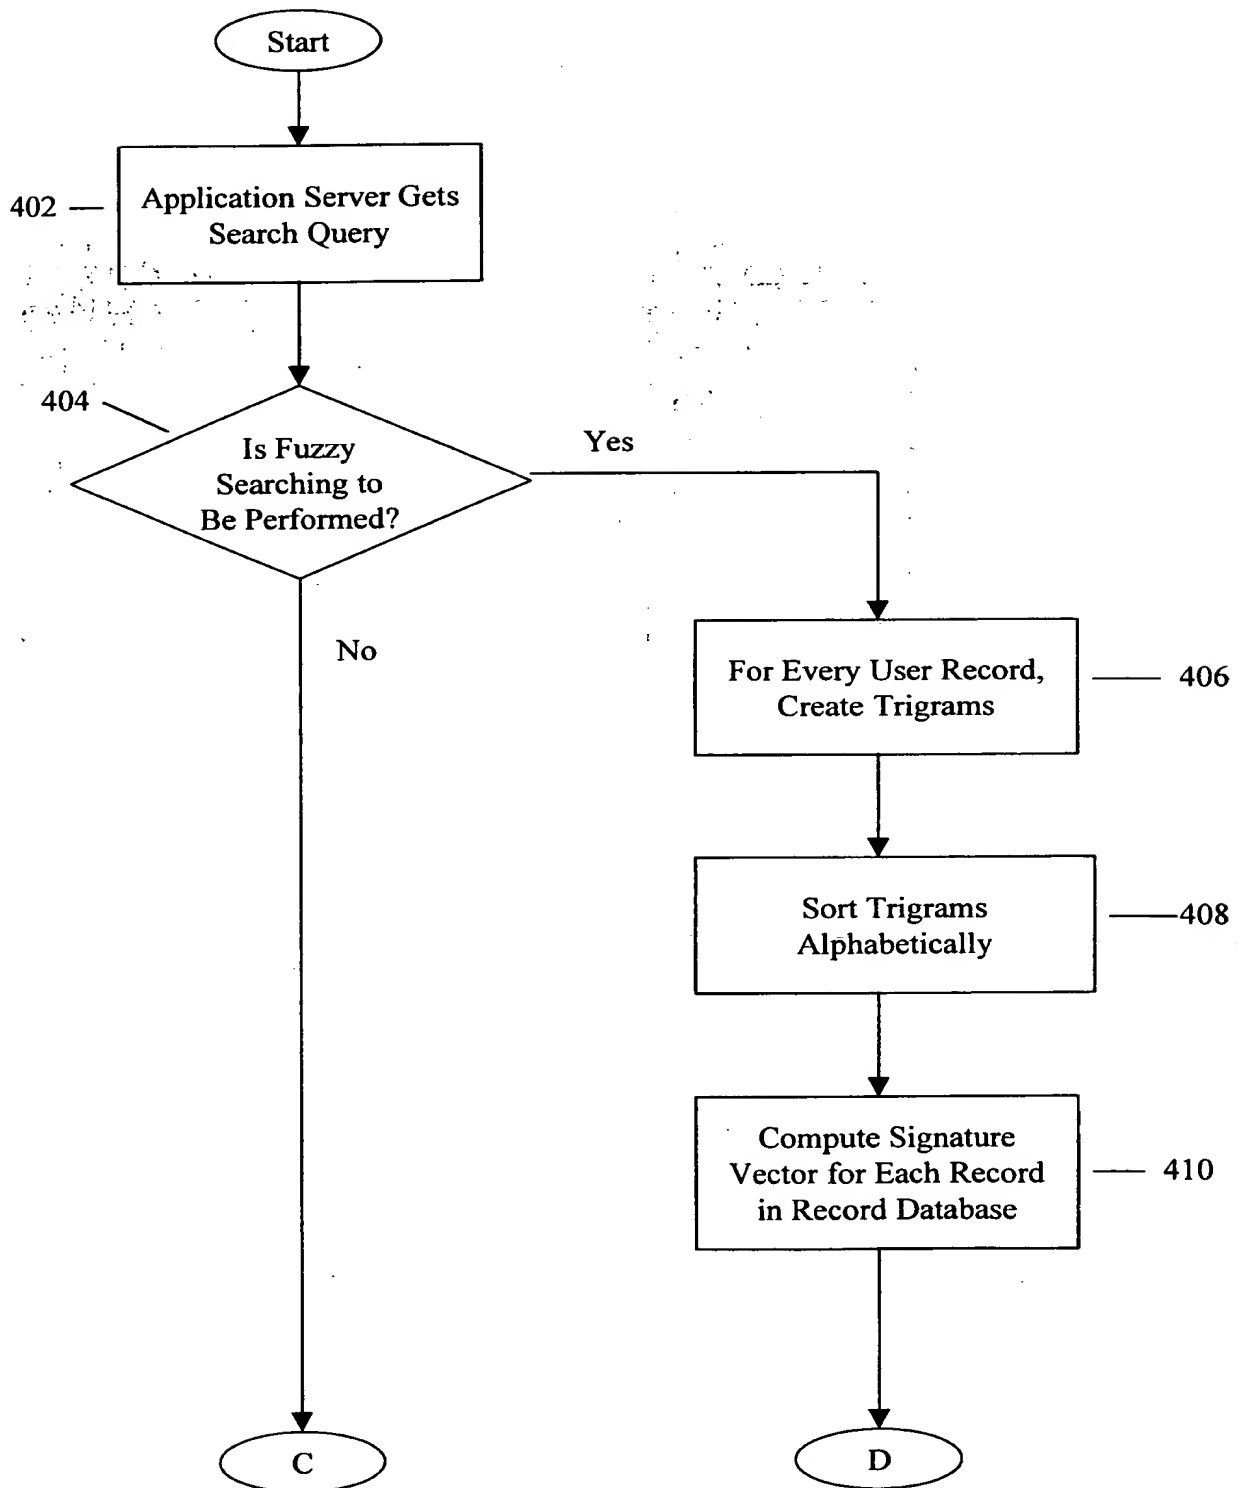 Start
402
Application Server Gets
Search Query
404
Is Fuzzy
Searching to
Be Performed?
Yes
No
For Every User Record,
Create Trigrams
406
Sort Trigrams
Alphabetically
408
Compute Signature
Vector for Each Record
in Record Database
410
C
D